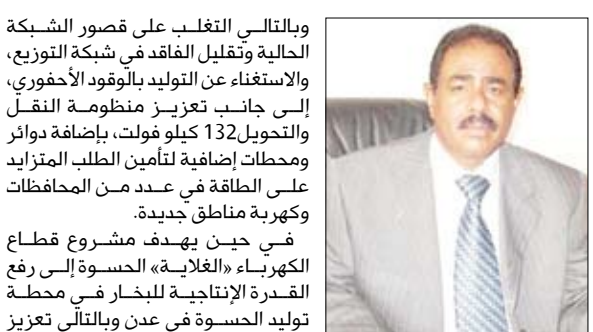 وبالتالي التغلب على قصور الشبكة
الحالية وتقليل الفاقد في شبكة التوزيع،
والاستغناء عن التوليد بالوقود الأحفوري،
إلى جانب تعزيز منظومة النقل
والتحويل132 كيلو فولت، بإضافة دوائر
ومحطات إضافية لتأمين الطلب المتزايد
على الطاقة في عدد من المحافظات
وكهربة مناطق جديدة.
في حين يهدف مشروع قطاع
الكهرباء «الغلاية» الحسوة إلى رفع
القدرة الإنتاجية للبخار في محطة
توليد الحسوة في عدن وبالتالي تعزيز